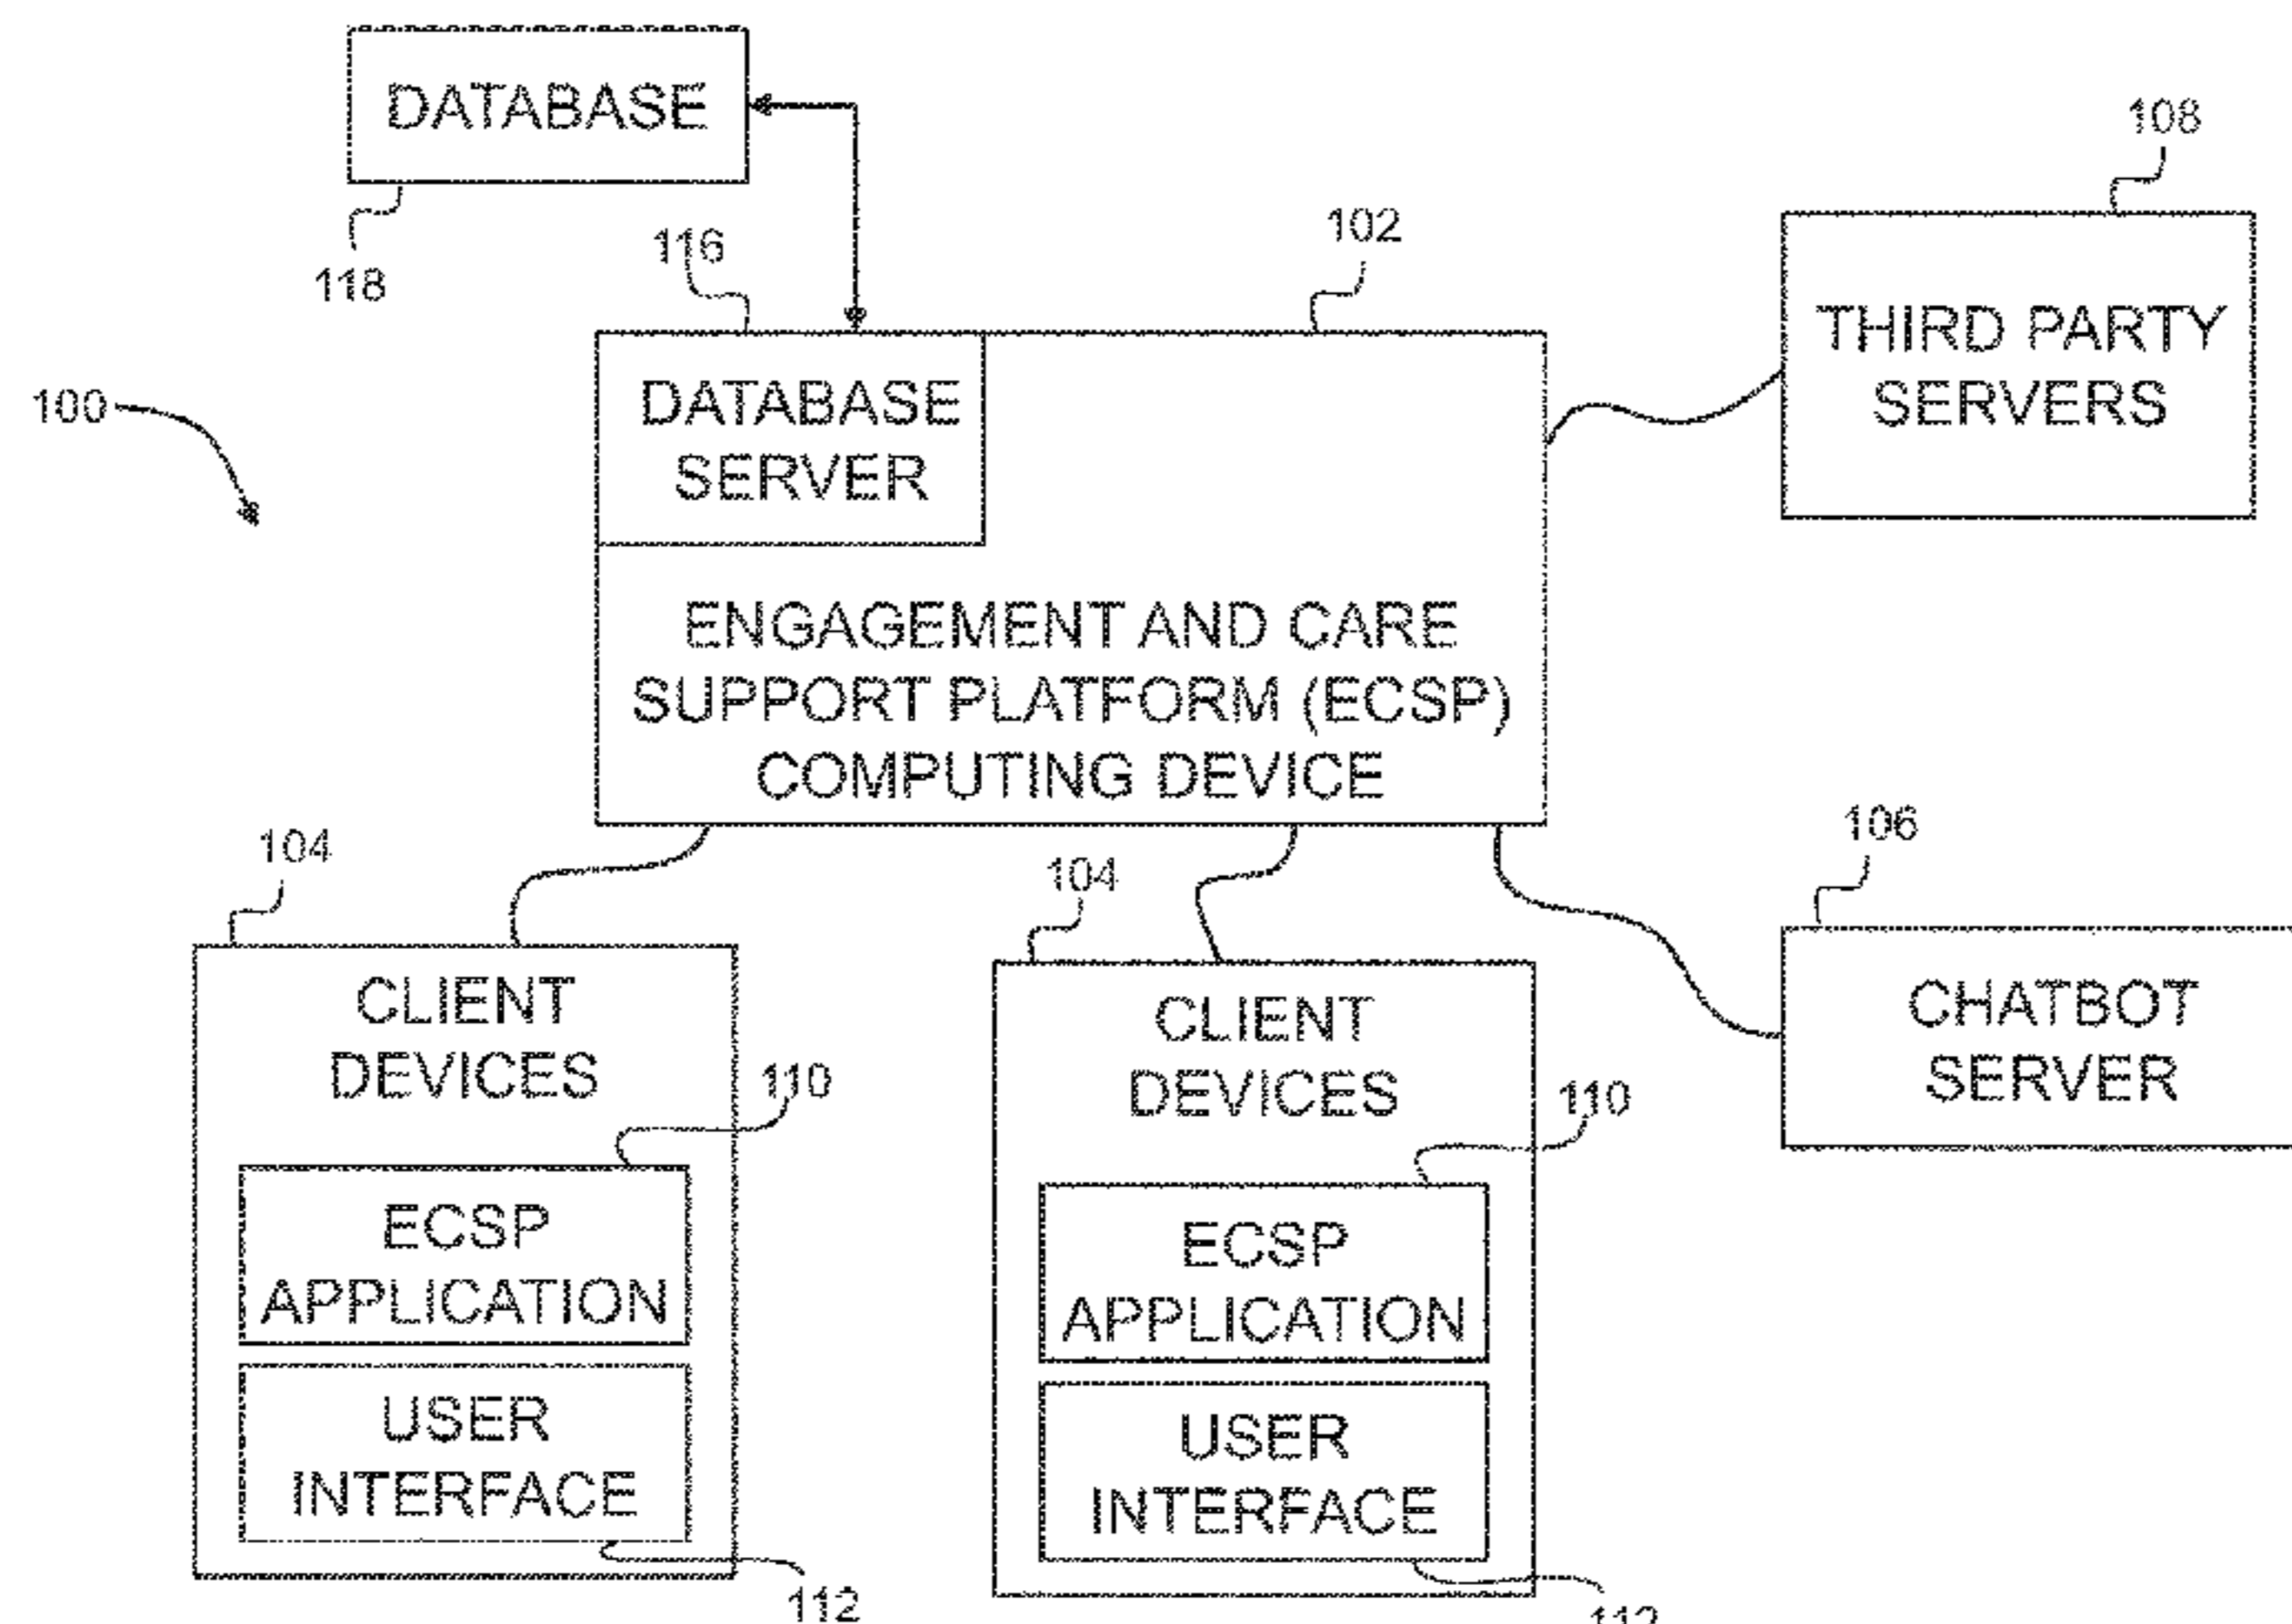 DATABASE
118
116
102
108
100
DATABASE
SERVER
THIRD PARTY
SERVERS
ENGAGEMENT AND CARE
SUPPORT PLATFORM (ECSP)
COMPUTING DEVICE
104
104
106
CLIENT
DEVICES
110
ECSP
APPLICATION
USER
INTERFACE
112
CLIENT
DEVICES
110
ECSP
APPLICATION
USER
INTERFACE
112
CHATBOT
SERVER